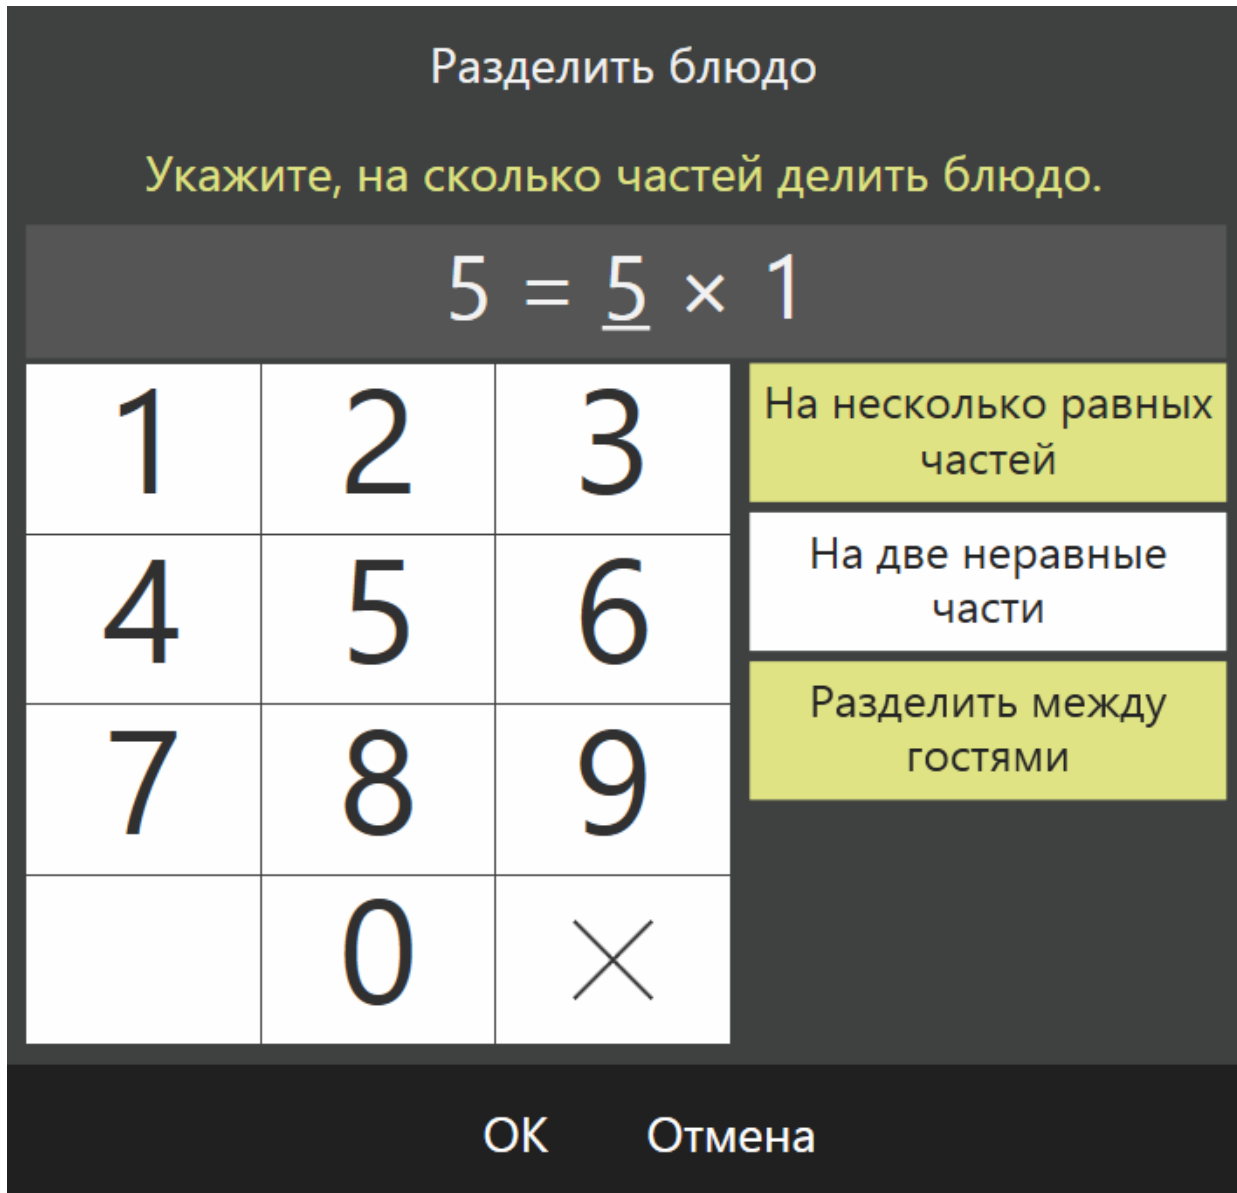 Разделить блюдо
Укажите, на сколько частей делить блюдо.
5 = 5 × 1
1 2 3
На несколько равных
частей
4 5 6
На две неравные
части
7 8 9
Разделить между
гостями
0 ×
ОК Отмена